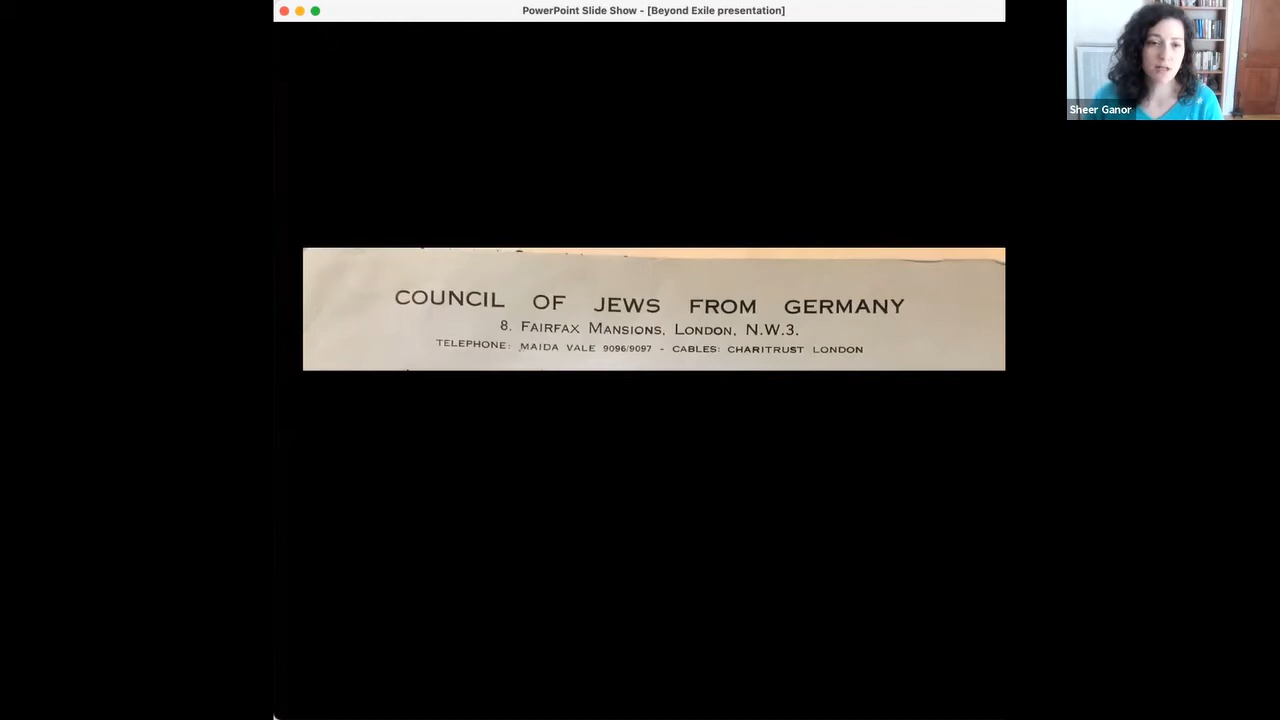 PowerPoint Slide Show - [Beyond Exile presentation]
Sheer Ganor
COUNCIL OF JEWS FROM GERMANY
8. FAIRFAX MANSIONS, LONDON, N.W.3.
TELEPHONE: MAIDA VALE 9096/9097 - CABLES: CHARITRUST LONDON